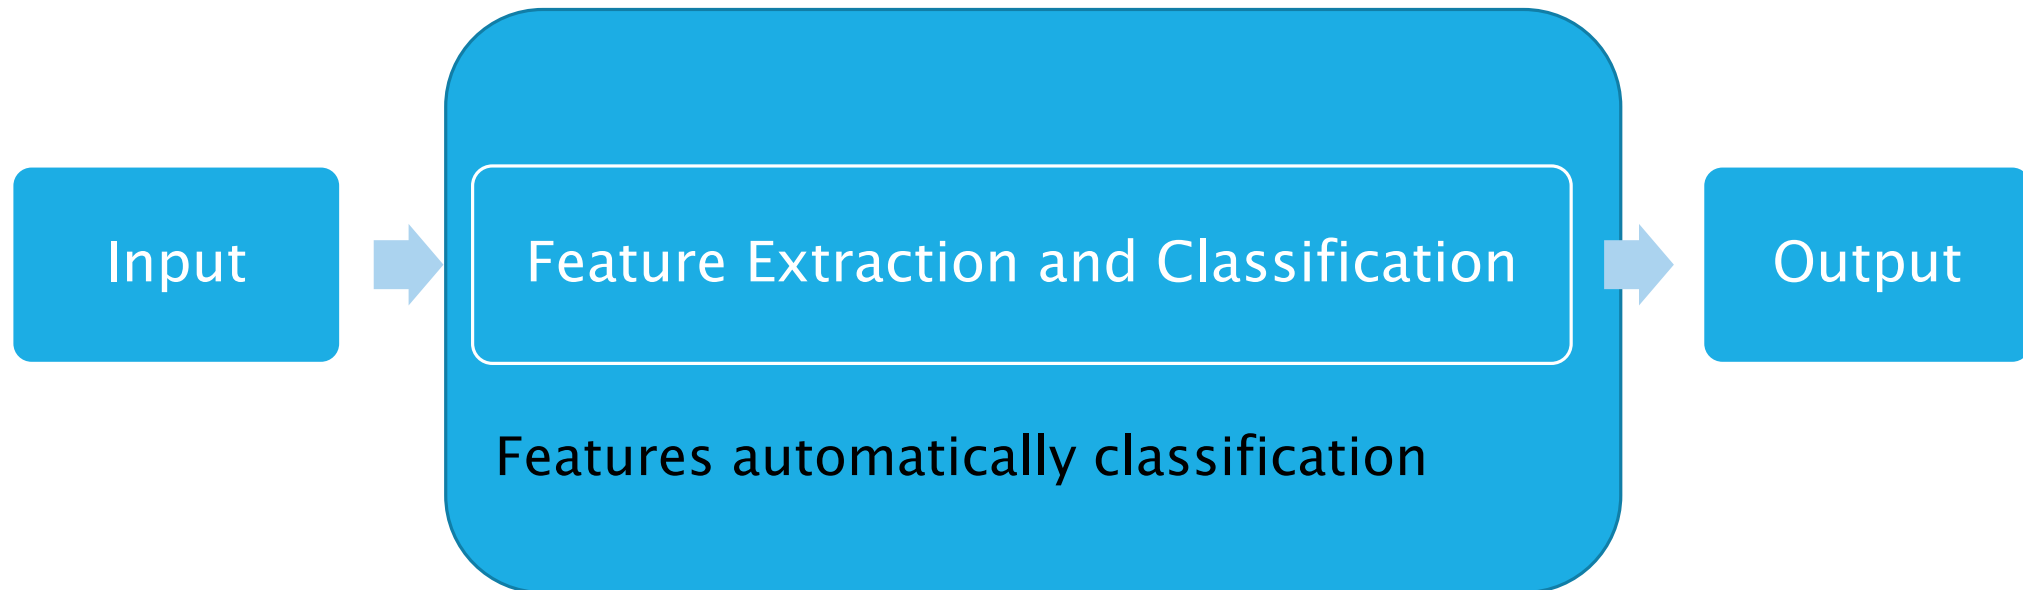 Input
Feature Extraction and Classification
Output
Features automatically classification